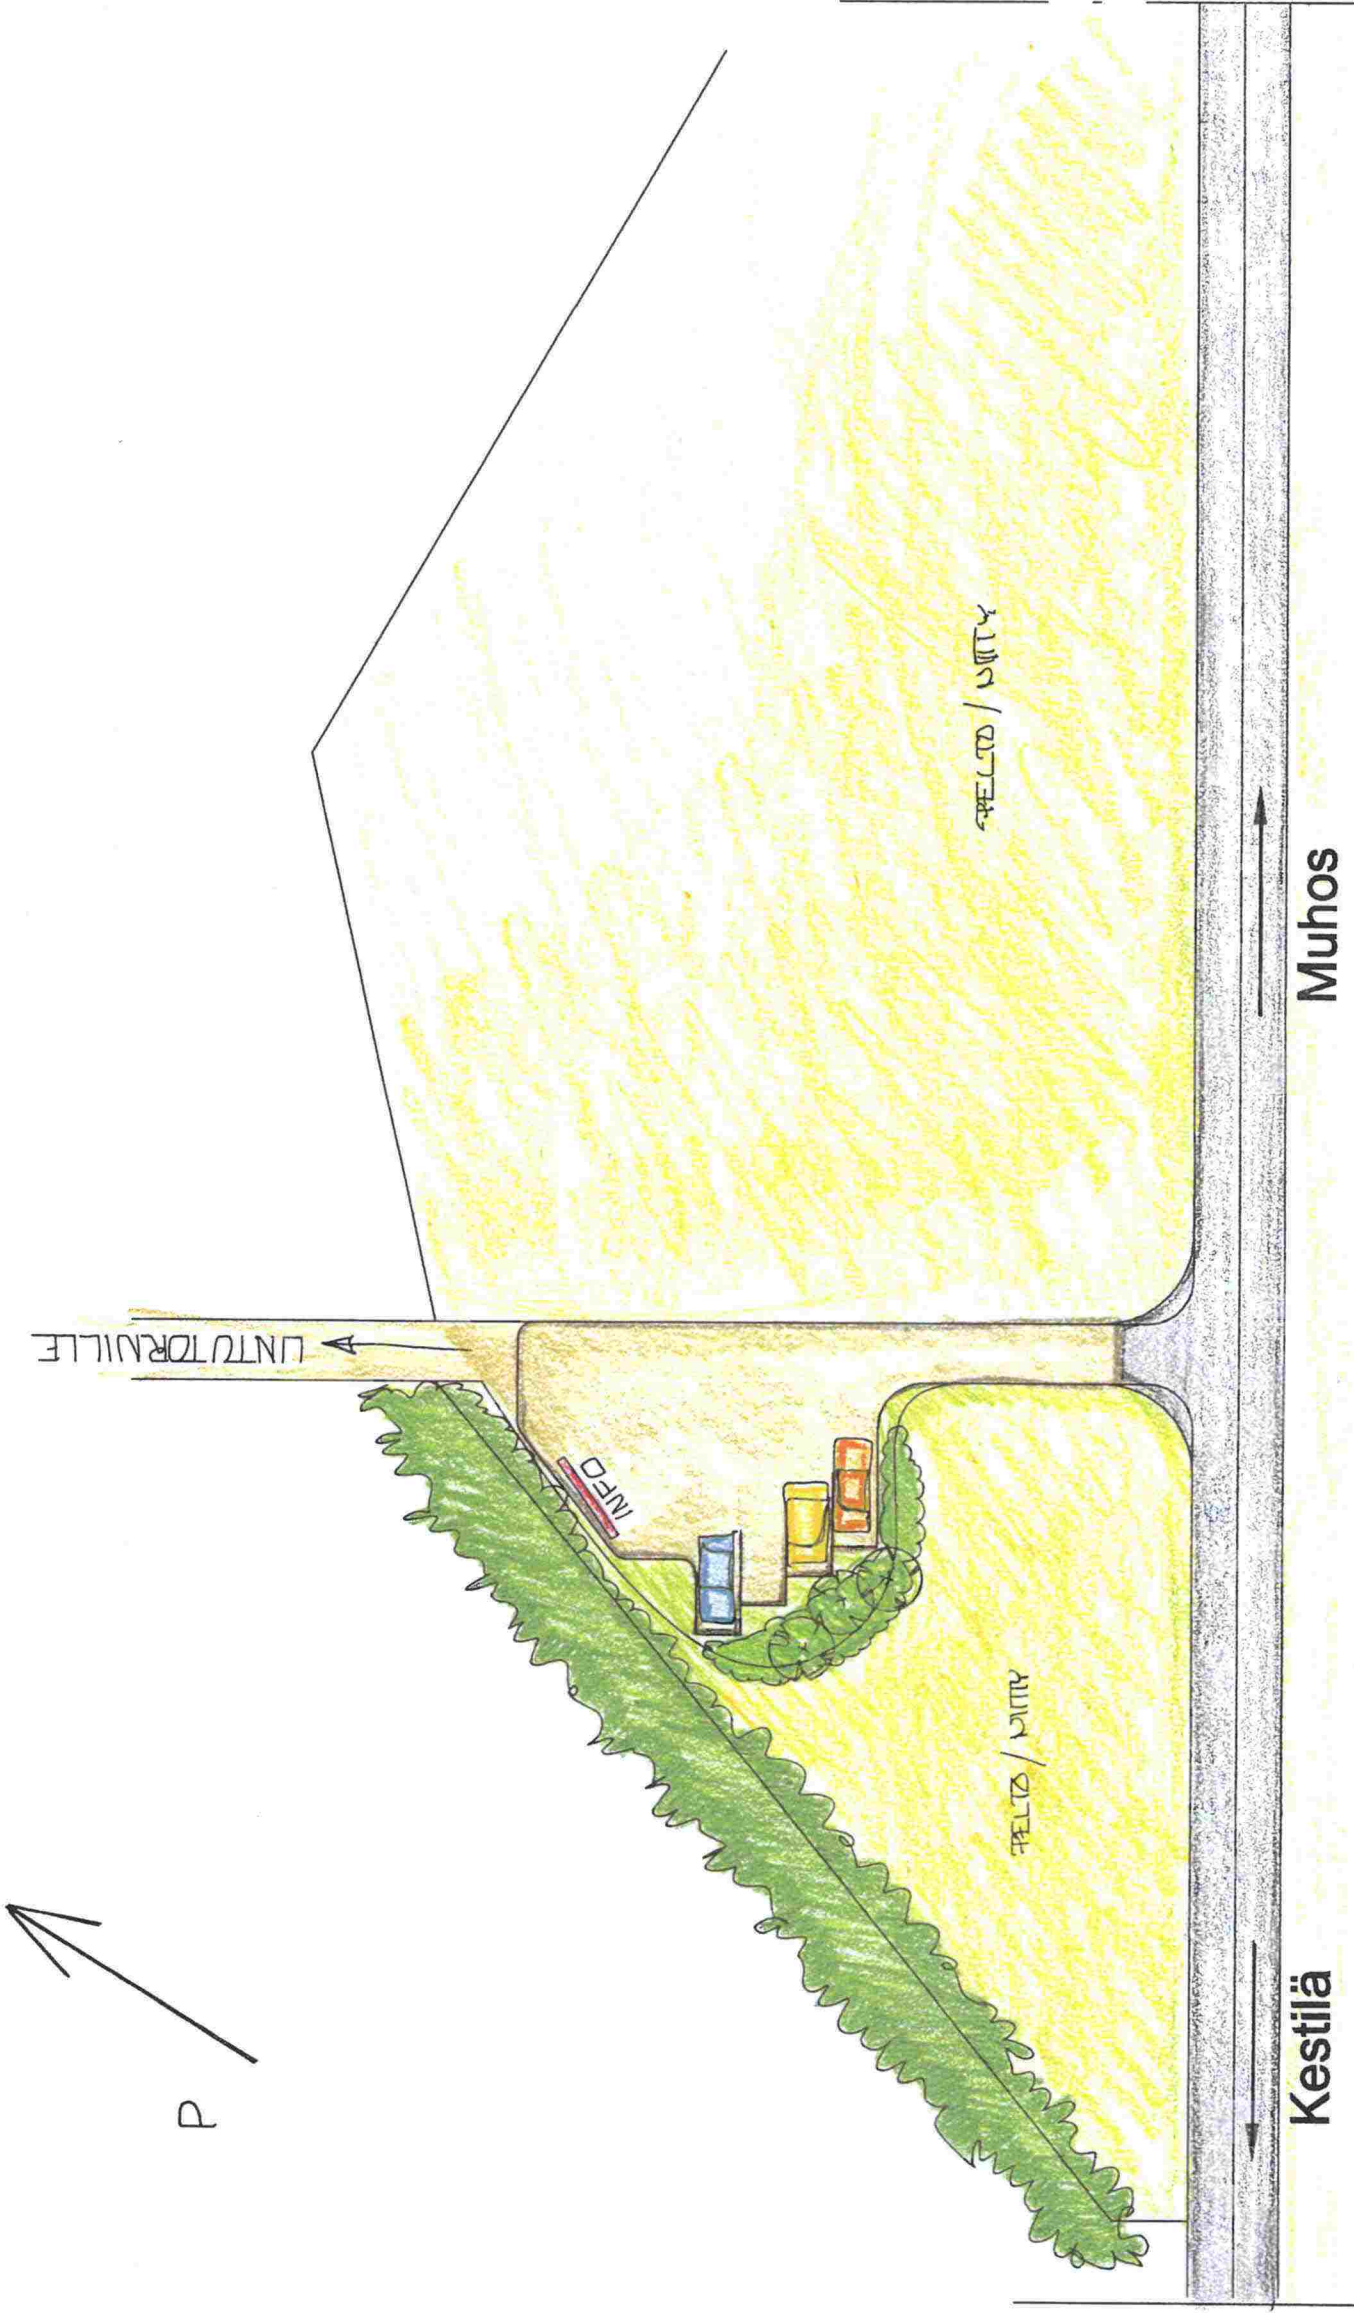 P
LINTUTORNILLE
INFO
PELTO / NIITTY
PELTO / NIITTY
Kestilä
Muhos